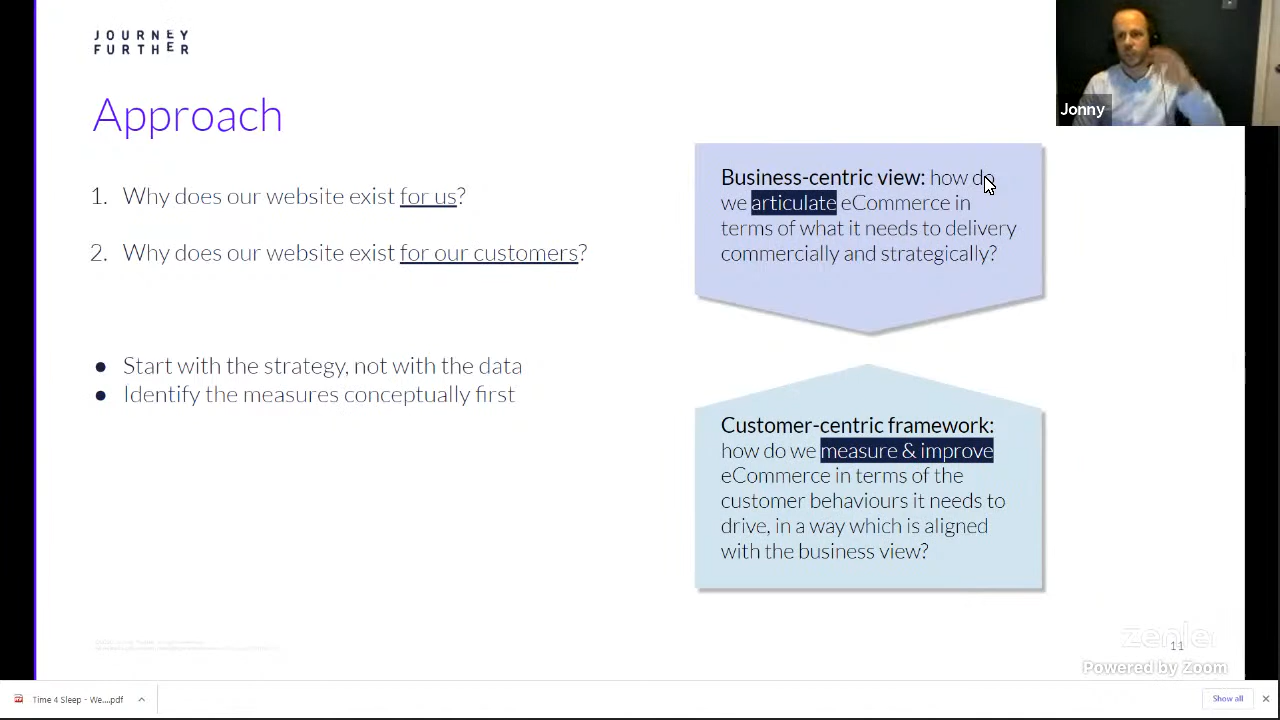 JOURNEY
FURTHER
Jonny
Approach
1. Why does our website exist for us?
2. Why does our website exist for our customers?
● Start with the strategy, not with the data
● Identify the measures conceptually first
Business-centric view: how do
we articulate eCommerce in
terms of what it needs to delivery
commercially and strategically?
Customer-centric framework:
how do we measure & improve
eCommerce in terms of the
customer behaviours it needs to
drive, in a way which is aligned
with the business view?
zenler
11
Powered by Zoom
Time 4 Sleep - We....pdf
Show all